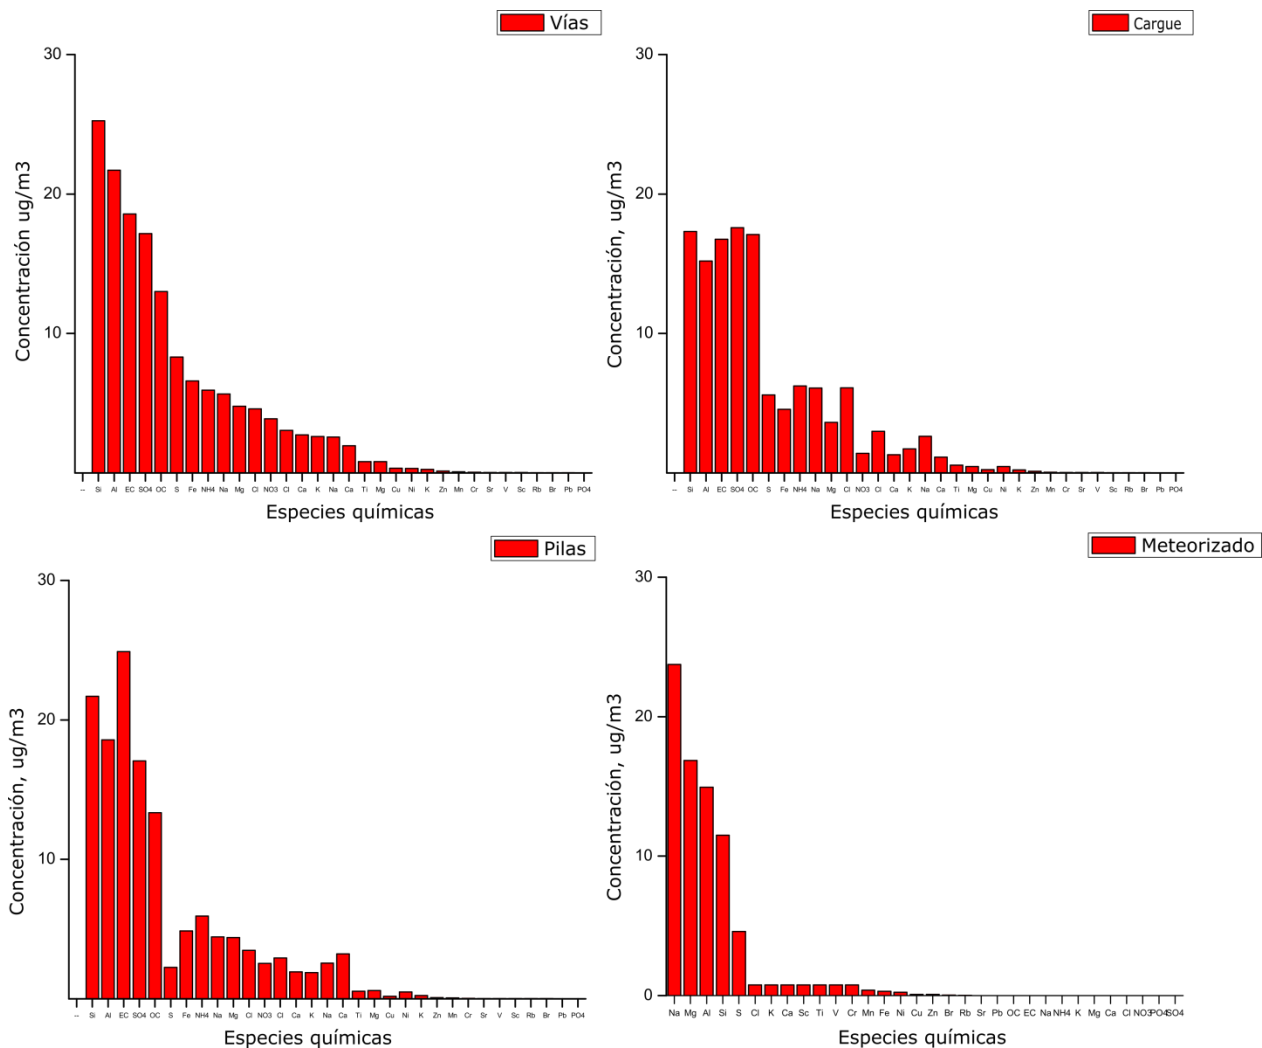 Vías
30
20
10
Concentración ug/m3
-- Si Al EC SO4 OC S Fe NH4 Na Mg Cl NO3 Cl Ca K Na Ca Ti Mg Cu Ni K Zn Mn Cr Sr V Sc Rb Br Pb PO4
Especies químicas
Cargue
30
20
10
Concentración, ug/m3
-- Si Al EC SO4 OC S Fe NH4 Na Mg Cl NO3 Cl Ca K Na Ca Ti Mg Cu Ni K Zn Mn Cr Sr V Sc Rb Br Pb PO4
Especies químicas
Pilas
30
20
10
Concentración, ug/m3
-- Si Al EC SO4 OC S Fe NH4 Na Mg Cl NO3 Cl Ca K Na Ca Ti Mg Cu Ni K Zn Mn Cr Sr V Sc Rb Br Pb PO4
Especies químicas
Meteorizado
30
20
10
0
Concentración, ug/m3
Na Mg Al Si S Cl K Ca Sc Ti V Cr Mn Fe Ni Cu Zn Br Rb Sr Pb OC EC Na NH4 K Mg Ca Cl NO3 PO4 SO4
Especies químicas